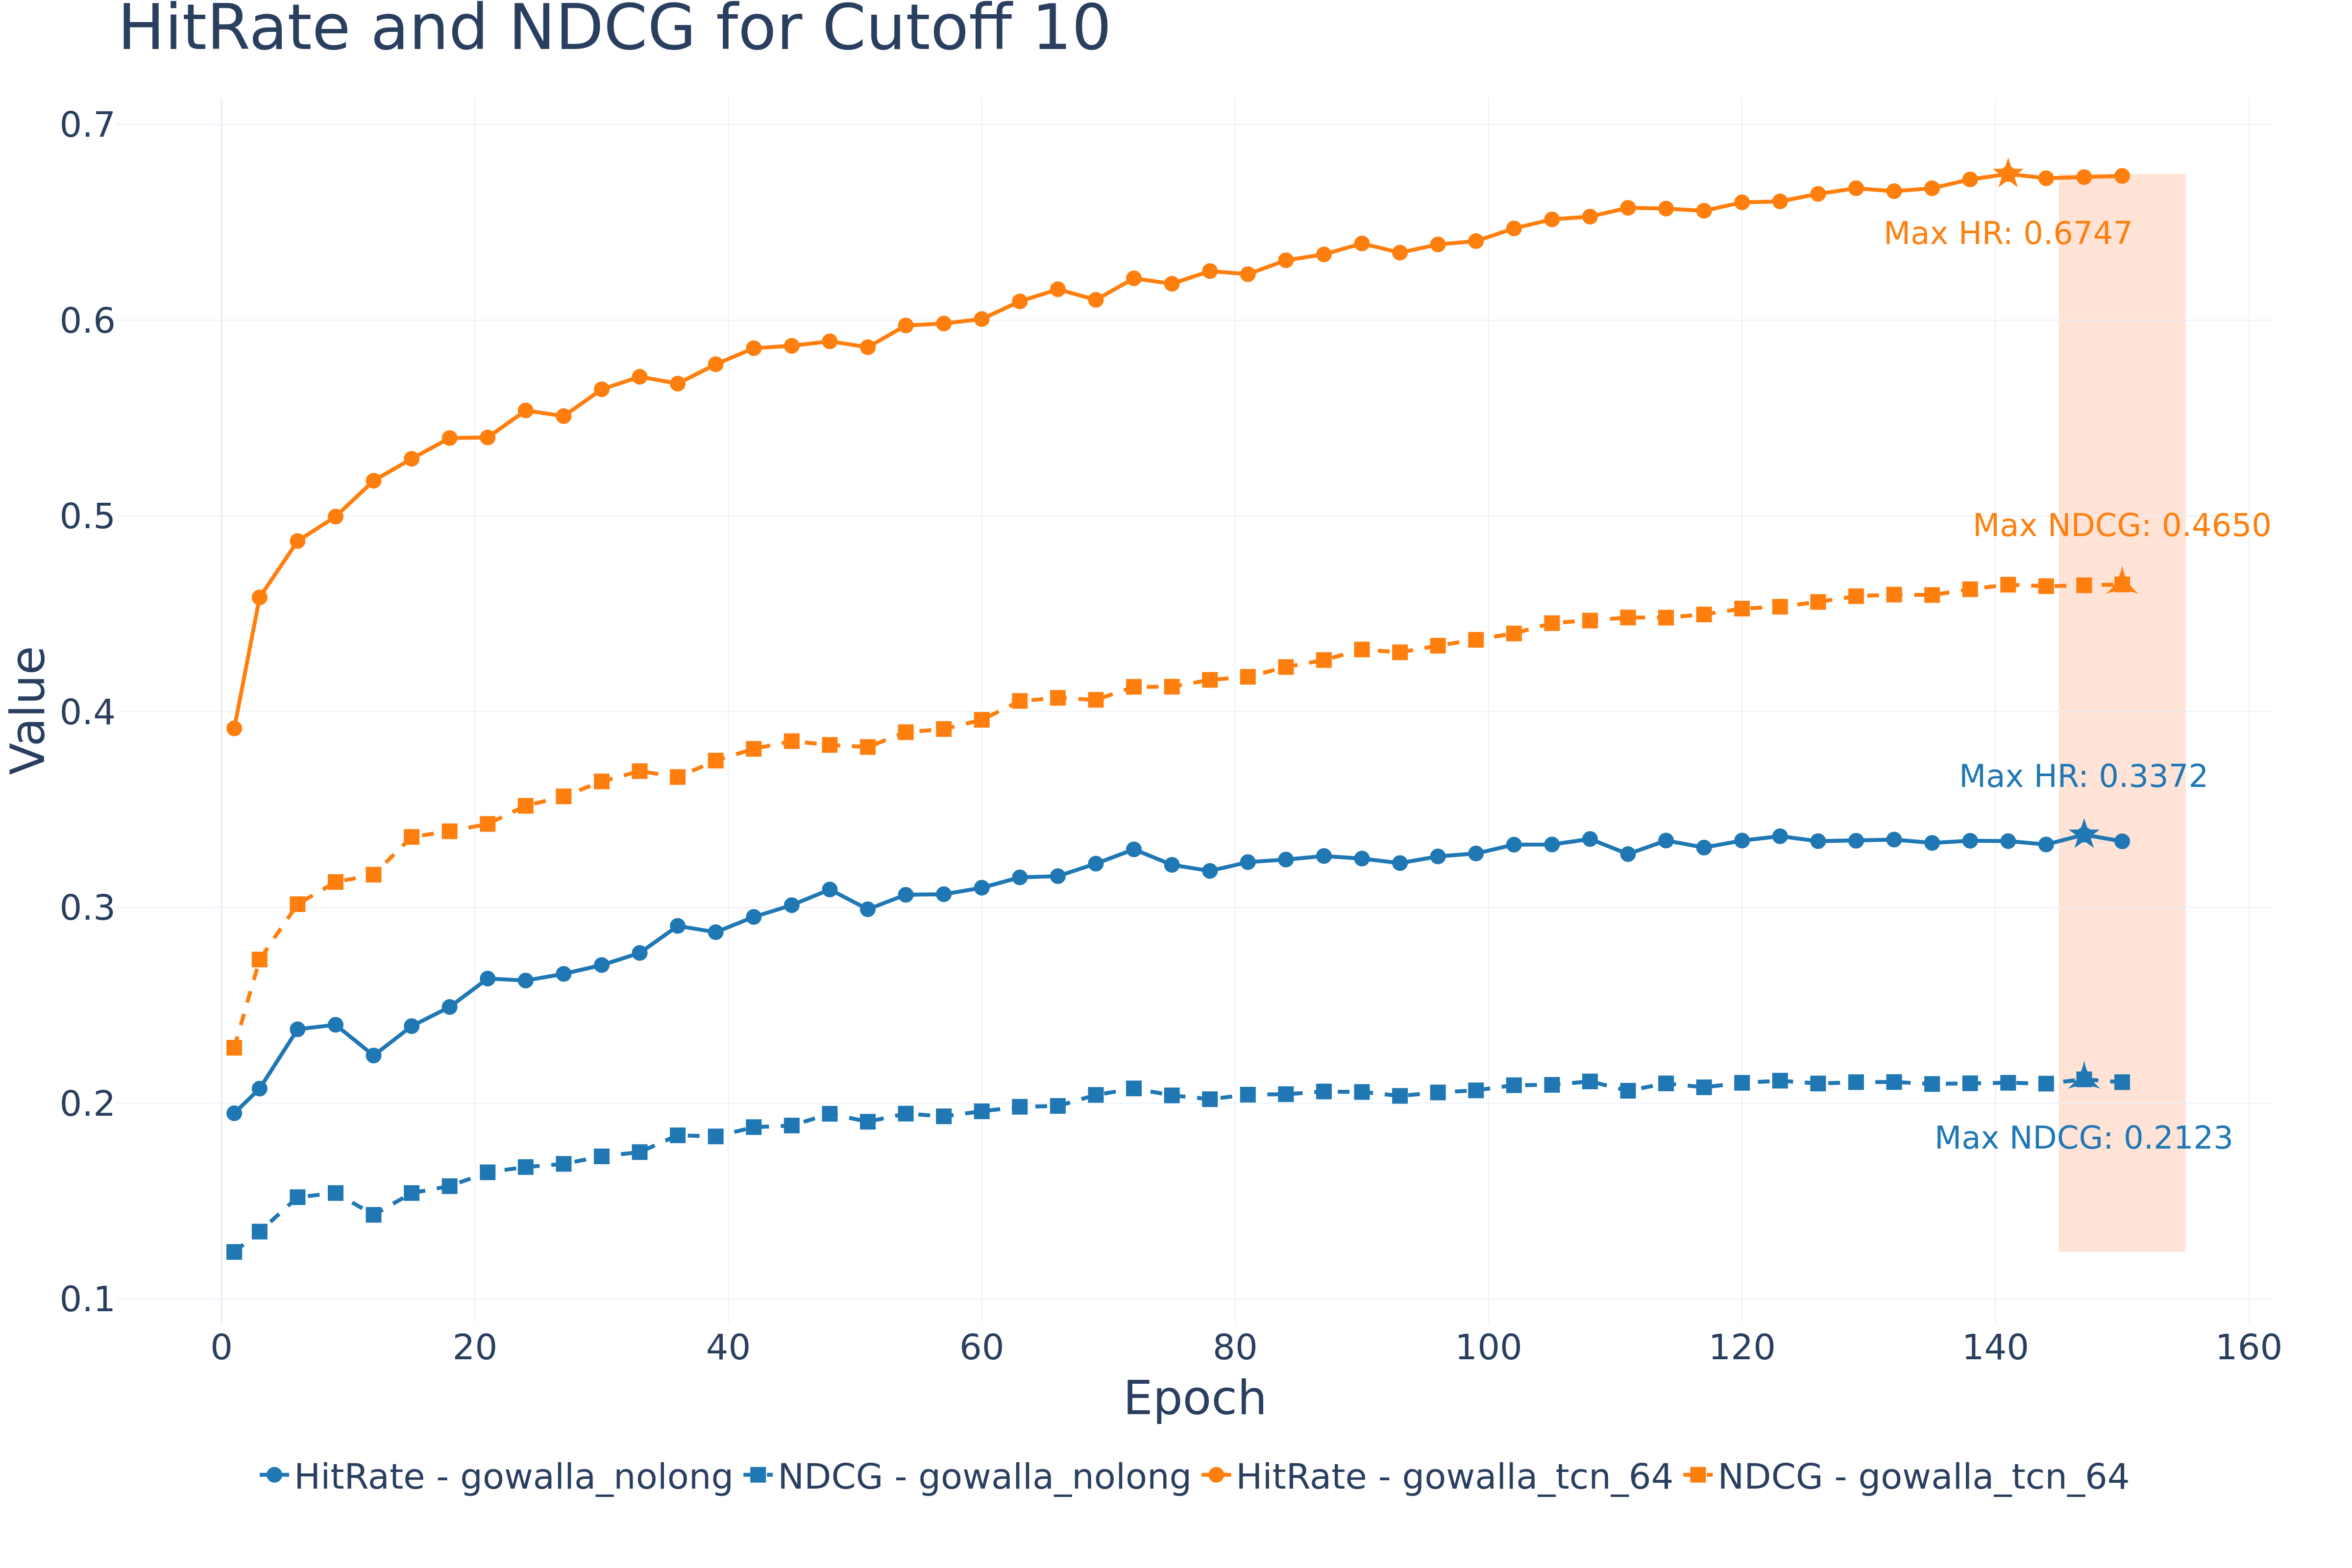 HitRate and NDCG for Cutoff 10
0.7
0.6
0.5
0.4
0.3
0.2
0.1
Value
Max HR: 0.6747
Max NDCG: 0.4650
Max HR: 0.3372
Max NDCG: 0.2123
0 20 40 60 80 100 120 140 160
Epoch
HitRate - gowalla_nolong NDCG - gowalla_nolong HitRate - gowalla_tcn_64 NDCG - gowalla_tcn_64